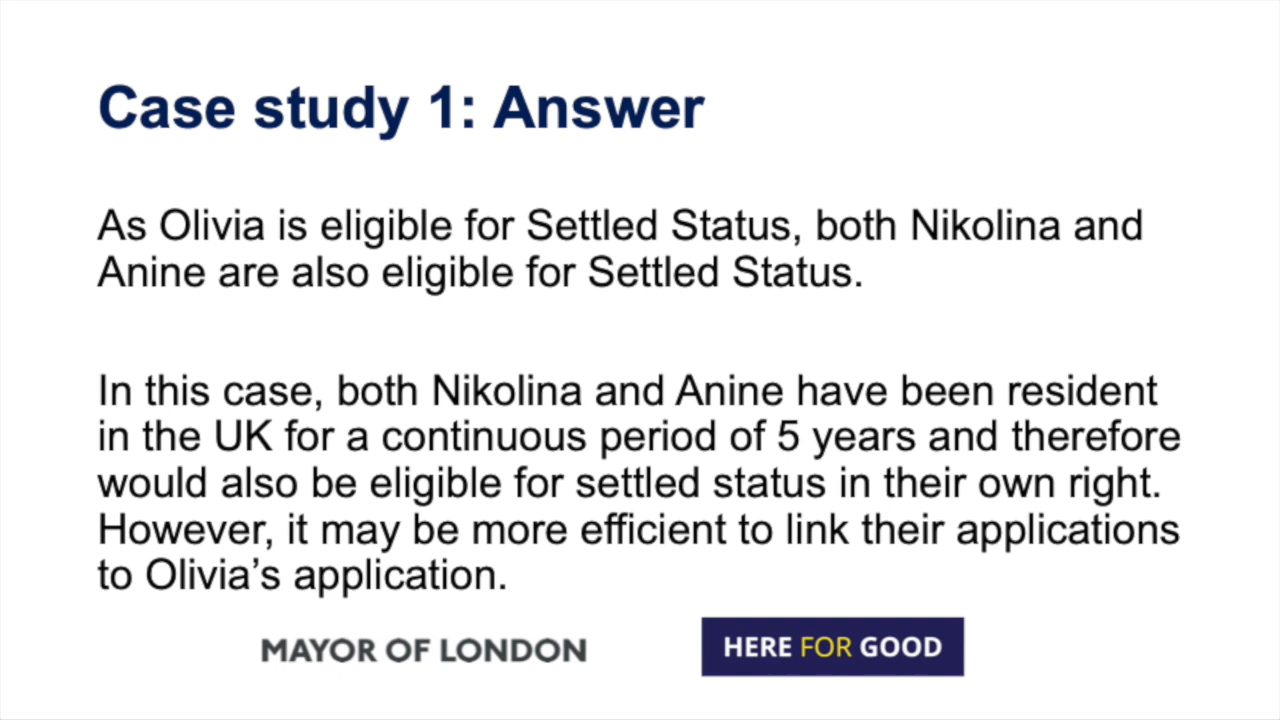 Case study 1: Answer
As Olivia is eligible for Settled Status, both Nikolina and
Anine are also eligible for Settled Status.
In this case, both Nikolina and Anine have been resident
in the UK for a continuous period of 5 years and therefore
would also be eligible for settled status in their own right.
However, it may be more efficient to link their applications
to Olivia’s application.
MAYOR OF LONDON
HERE FOR GOOD